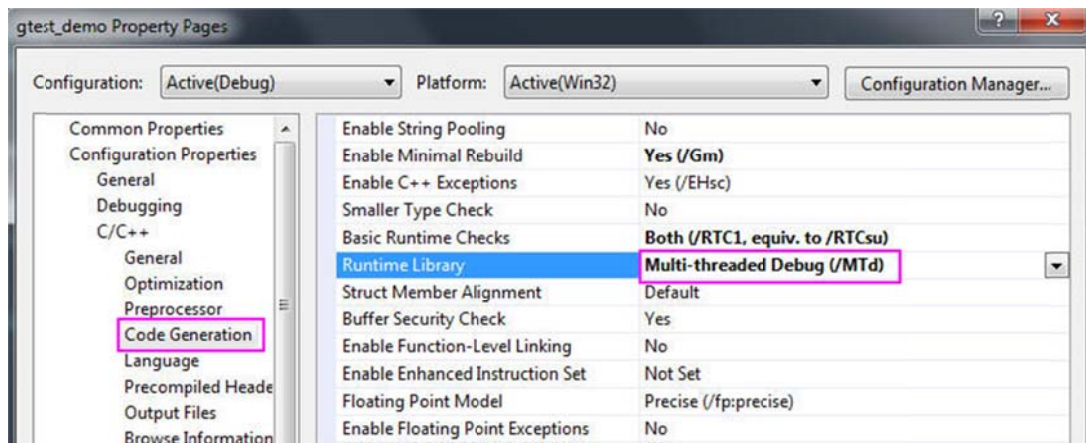 gtest_demo Property Pages
Configuration: Active(Debug) Platform: Active(Win32) Configuration Manager...
Common Properties
Configuration Properties
General
Debugging
C/C++
General
Optimization
Preprocessor
Code Generation
Language
Precompiled Heade
Output Files
Browse Information
Enable String Pooling No
Enable Minimal Rebuild Yes (/Gm)
Enable C++ Exceptions Yes (/EHsc)
Smaller Type Check No
Basic Runtime Checks Both (/RTC1, equiv. to /RTCsu)
Runtime Library Multi-threaded Debug (/MTd)
Struct Member Alignment Default
Buffer Security Check Yes
Enable Function-Level Linking No
Enable Enhanced Instruction Set Not Set
Floating Point Model Precise (/fp:precise)
Enable Floating Point Exceptions No